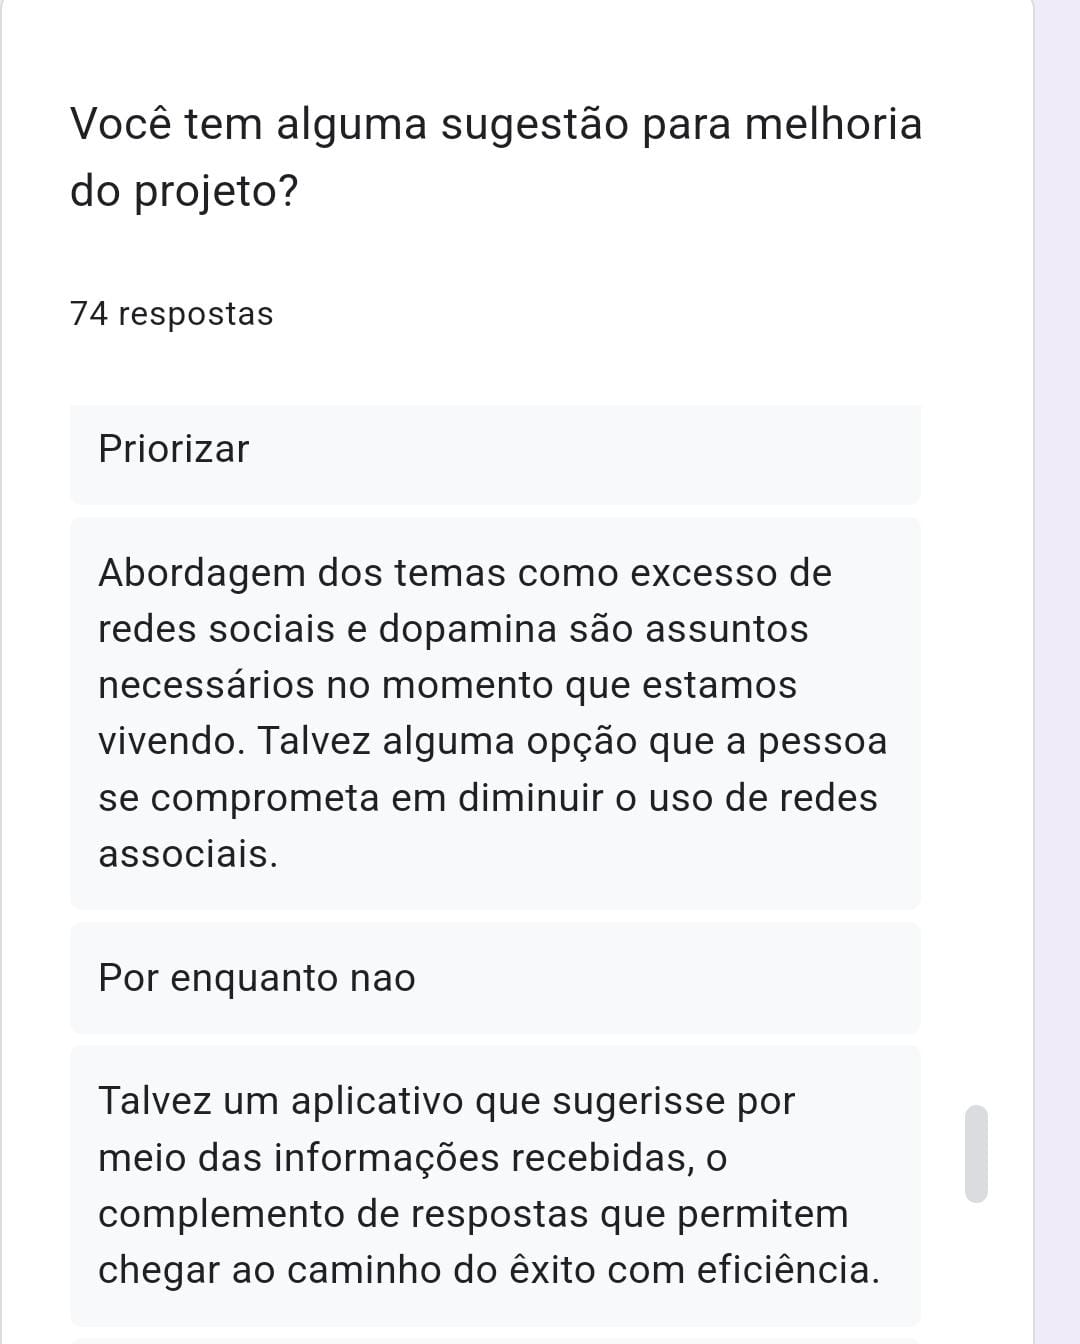 Você tem alguma sugestão para melhoria
do projeto?
74 respostas
Priorizar
Abordagem dos temas como excesso de
redes sociais e dopamina são assuntos
necessários no momento que estamos
vivendo. Talvez alguma opção que a pessoa
se comprometa em diminuir o uso de redes
associais.
Por enquanto nao
Talvez um aplicativo que sugerisse por
meio das informações recebidas, o
complemento de respostas que permitem
chegar ao caminho do êxito com eficiência.